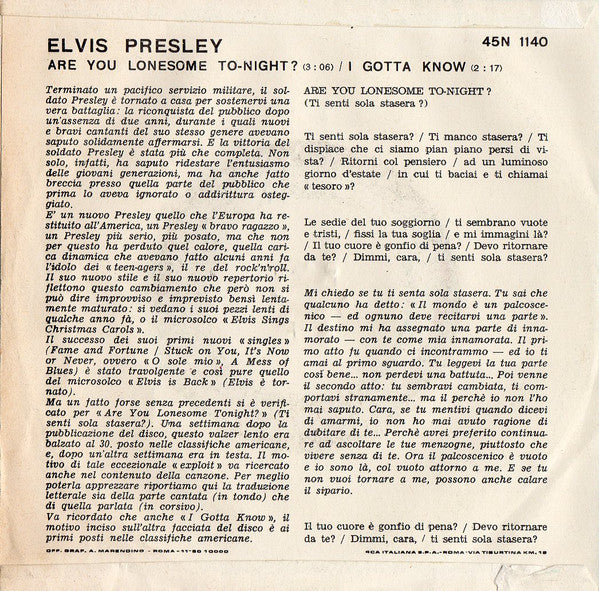 ELVIS PRESLEY
45N 1140
ARE YOU LONESOME TO-NIGHT? (3 : 06) / I GOTTA KNOW (2 : 17)
Terminato un pacifico servizio militare, il sol-
dato Presley è tornato a casa per sostenervi una
vera battaglia: la riconquista del pubblico dopo
un'assenza di due anni, durante i quali nuovi
e bravi cantanti del suo stesso genere avevano
saputo solidamente affermarsi. E la vittoria del
soldato Presley è stata più che completa. Non
solo, infatti, ha saputo ridestare l'entusiasmo
delle giovani generazioni, ma ha anche fatto
breccia presso quella parte del pubblico che
prima lo aveva ignorato o addirittura osteg-
giato.
E' un nuovo Presley quello che l'Europa ha re-
stituito all'America, un Presley « bravo ragazzo »,
un Presley più serio, più posato, ma che non
per questo ha perduto quel calore, quella cari-
ca dinamica che avevano fatto alcuni anni fa
l'idolo dei « teen-agers », il re del rock'n'roll.
Il suo nuovo stile e il suo nuovo repertorio ri-
flettono questo cambiamento che però non si
può dire improvviso e imprevisto bensì lenta-
mente maturato: si vedano i suoi pezzi lenti di
qualche anno fà, o il microsolco «Elvis Sings
Christmas Carols ».
Il successo dei suoi primi nuovi « singles »
(Fame and Fortune / Stuck on You, It's Now
or Never, ovvero « O sole mio », A Mess of
Blues) è stato travolgente e così pure quello
del microsolco «Elvis is Back» (Elvis è tor-
nato).
Ma un fatto forse senza precedenti si è verifi-
cato per « Are You Lonesome Tonight? » (Ti
senti sola stasera?). Una settimana dopo la
pubblicazione del disco, questo valzer lento era
balzato al 30. posto nelle classifiche americane,
e, dopo un'altra settimana era in testa. Il mo-
tivo di tale eccezionale « exploit » va ricercato
anche nel contenuto della canzone. Per meglio
poterla apprezzare riportiamo qui la traduzione
letterale sia della parte cantata (in tondo) che
di quella parlata (in corsivo).
Va ricordato che anche « I Gotta Know », il
motivo inciso sull'altra facciata del disco è ai
primi posti nelle classifiche americane.
OFF. GRAF. A. MARENDINO - ROMA - 11-60 10000
ARE YOU LONESOME TO-NIGHT ?
(Ti senti sola stasera ?)
Ti senti sola stasera? / Ti manco stasera? / Ti
dispiace che ci siamo pian piano persi di vi-
sta? / Ritorni col pensiero / ad un luminoso
giorno d'estate / in cui ti baciai e ti chiamai
« tesoro »?
Le sedie del tuo soggiorno / ti sembrano vuote
e tristi, / fissi la tua soglia / e mi immagini là?
/ Il tuo cuore è gonfio di pena? / Devo ritornare
da te? / Dimmi, cara, / ti senti sola stasera?
Mi chiedo se tu ti senta sola stasera. Tu sai che
qualcuno ha detto: « Il mondo è un palcosce-
nico — ed ognuno deve recitarvi una parte ».
Il destino mi ha assegnato una parte di inna-
morato — con te come mia innamorata. Il pri-
mo atto fu quando ci incontrammo — ed io ti
amai al primo sguardo. Tu leggevi la tua parte
così bene... non perdevi una battuta... Poi venne
il secondo atto: tu sembravi cambiata, ti com-
portavi stranamente... ma il perchè io non l'ho
mai saputo. Cara, se tu mentivi quando dicevi
di amarmi, io non ho mai avuto ragione di
dubitare di te... Perchè avrei preferito continua-
re ad ascoltare le tue menzogne, piuttosto che
vivere senza di te. Ora il palcoscenico è vuoto
e io sono là, col vuoto attorno a me. E se tu
non vuoi tornare a me, possono anche calare
il sipario.
Il tuo cuore è gonfio di pena? / Devo ritornare
da te? / Dimmi, cara, / ti senti sola stasera?
RCA ITALIANA S.P.A. - ROMA - VIA TIBURTINA KM. 12